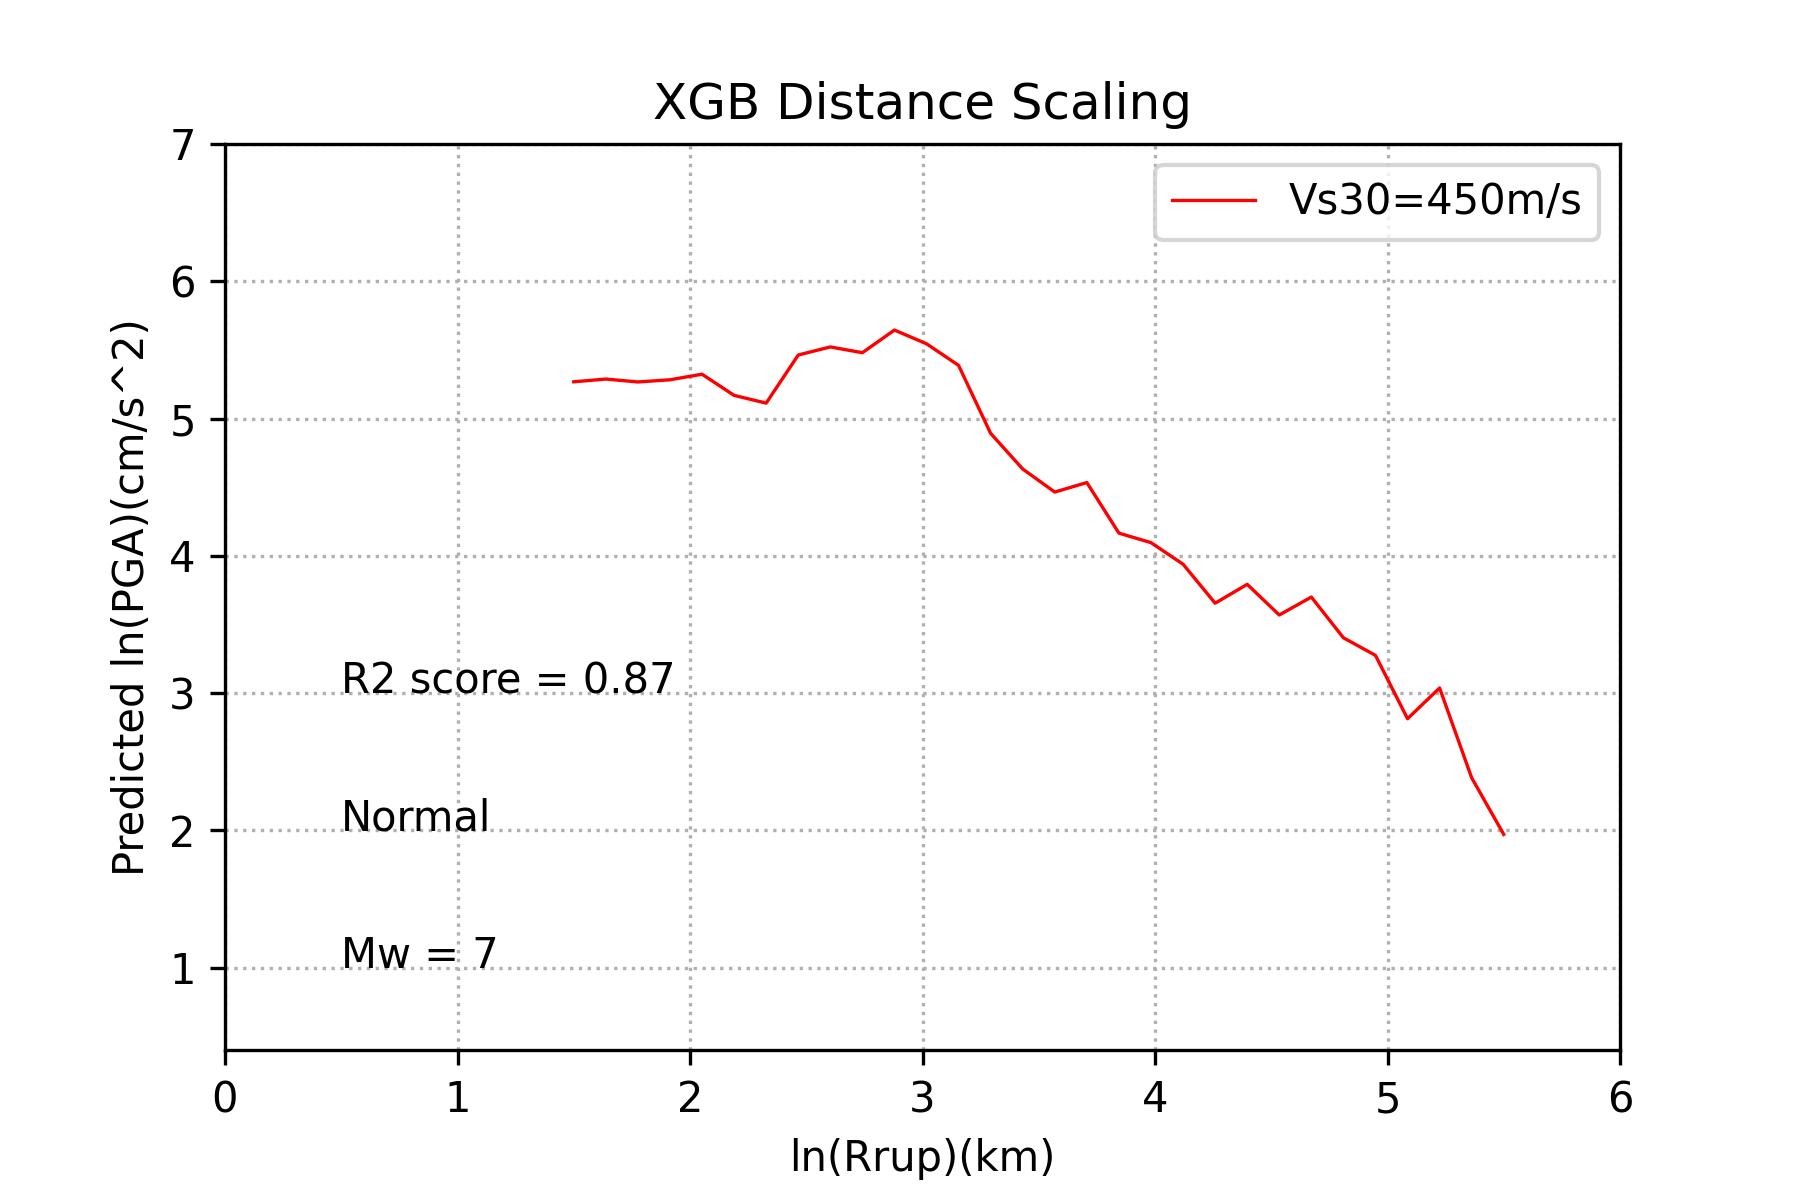 XGB Distance Scaling
7
6
5
4
3
2
1
Predicted ln(PGA)(cm/s^2)
Vs30=450m/s
R2 score = 0.87
Normal
Mw = 7
0 1 2 3 4 5 6
ln(Rrup)(km)